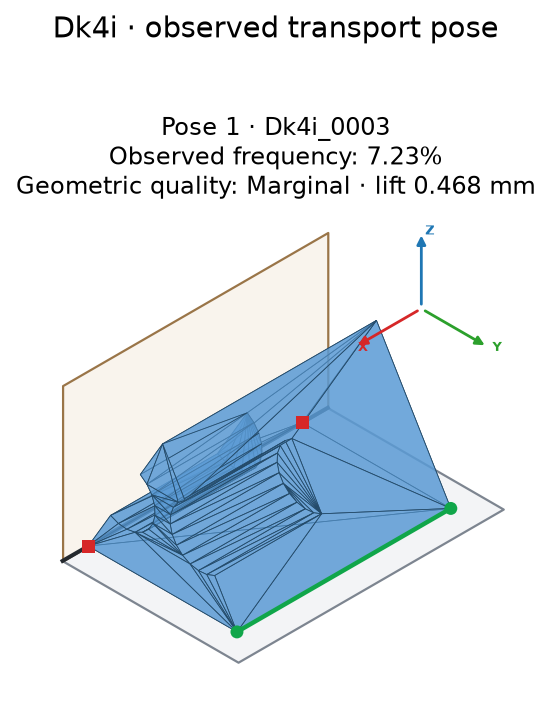 Dk4i · observed transport pose
Pose 1 · Dk4i_0003
Observed frequency: 7.23%
Geometric quality: Marginal · lift 0.468 mm
Z
X
Y